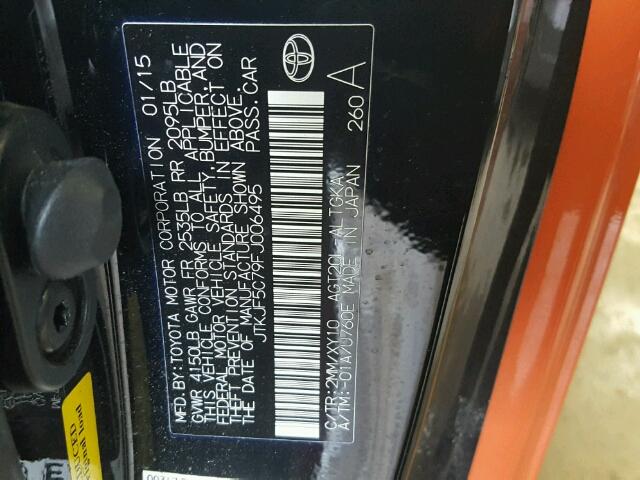 MFD.BY:TOYOTA MOTOR CORPORATION 01/15
GVWR 4150LB GAWR FR 2535LB RR 2095LB
THIS VEHICLE CONFORMS TO ALL APPLICABLE
FEDERAL MOTOR VEHICLE SAFETY, BUMPER, AND
THEFT PREVENTION STANDARDS IN EFFECT ON
THE DATE OF MANUFACTURE SHOWN ABOVE.
JTKJF5C79FJ006495 PASS.CAR
C/TR:2MM/XY10 AGT20L-ALTGKA
A/TM:-01A/U760E MADE IN JAPAN
260 A